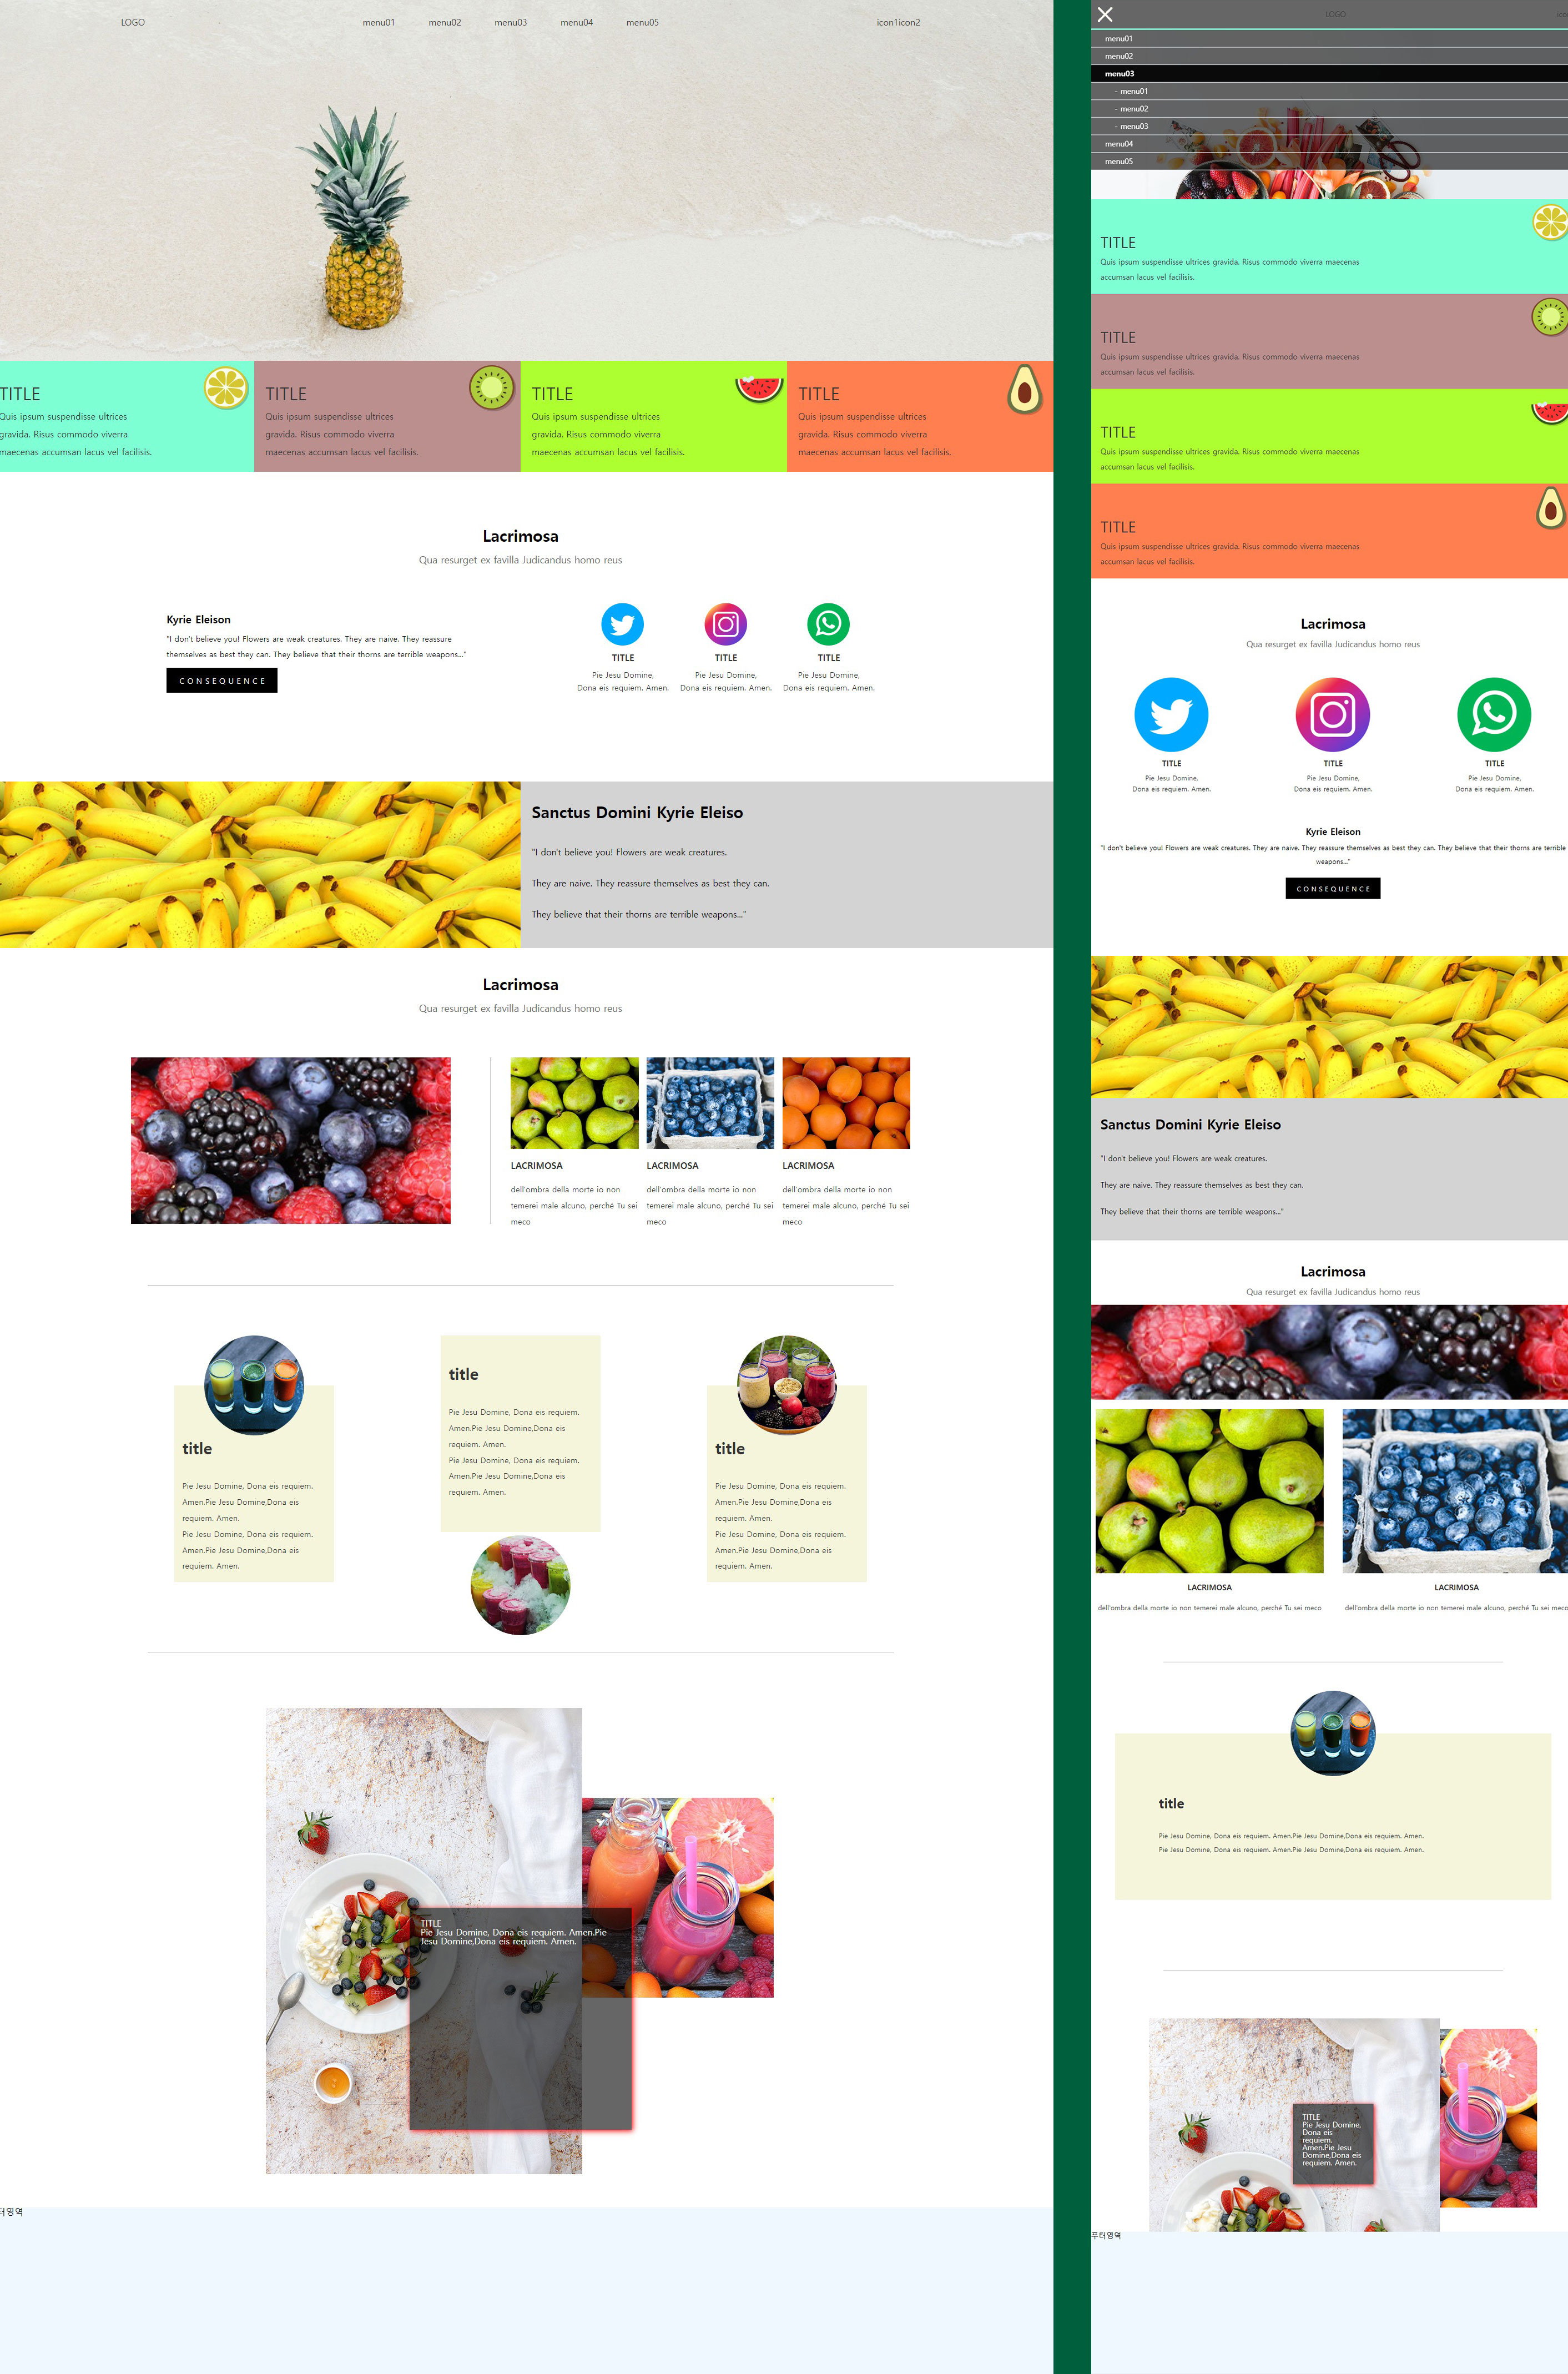 LOGO
menu01 menu02 menu03 menu04 menu05
icon1icon2
TITLE
Quis ipsum suspendisse ultrices
gravida. Risus commodo viverra
maecenas accumsan lacus vel facilisis.
TITLE
Quis ipsum suspendisse ultrices
gravida. Risus commodo viverra
maecenas accumsan lacus vel facilisis.
TITLE
Quis ipsum suspendisse ultrices
gravida. Risus commodo viverra
maecenas accumsan lacus vel facilisis.
TITLE
Quis ipsum suspendisse ultrices
gravida. Risus commodo viverra
maecenas accumsan lacus vel facilisis.
Lacrimosa
Qua resurget ex favilla Judicandus homo reus
Kyrie Eleison
"I don't believe you! Flowers are weak creatures. They are naive. They reassure
themselves as best they can. They believe that their thorns are terrible weapons..."
CONSEQUENCE
TITLE
Pie Jesu Domine,
Dona eis requiem. Amen.
TITLE
Pie Jesu Domine,
Dona eis requiem. Amen.
TITLE
Pie Jesu Domine,
Dona eis requiem. Amen.
Sanctus Domini Kyrie Eleiso
"I don't believe you! Flowers are weak creatures.
They are naive. They reassure themselves as best they can.
They believe that their thorns are terrible weapons..."
Lacrimosa
Qua resurget ex favilla Judicandus homo reus
LACRIMOSA
dell'ombra della morte io non
temerei male alcuno, perché Tu sei
meco
LACRIMOSA
dell'ombra della morte io non
temerei male alcuno, perché Tu sei
meco
LACRIMOSA
dell'ombra della morte io non
temerei male alcuno, perché Tu sei
meco
title
Pie Jesu Domine, Dona eis requiem.
Amen.Pie Jesu Domine,Dona eis
requiem. Amen.
Pie Jesu Domine, Dona eis requiem.
Amen.Pie Jesu Domine,Dona eis
requiem. Amen.
title
Pie Jesu Domine, Dona eis requiem.
Amen.Pie Jesu Domine,Dona eis
requiem. Amen.
Pie Jesu Domine, Dona eis requiem.
Amen.Pie Jesu Domine,Dona eis
requiem. Amen.
title
Pie Jesu Domine, Dona eis requiem.
Amen.Pie Jesu Domine,Dona eis
requiem. Amen.
Pie Jesu Domine, Dona eis requiem.
Amen.Pie Jesu Domine,Dona eis
requiem. Amen.
TITLE
Pie Jesu Domine, Dona eis requiem. Amen.Pie
Jesu Domine,Dona eis requiem. Amen.
터영역
LOGO
menu01
menu02
menu03
- menu01
- menu02
- menu03
menu04
menu05
TITLE
Quis ipsum suspendisse ultrices gravida. Risus commodo viverra maecenas
accumsan lacus vel facilisis.
TITLE
Quis ipsum suspendisse ultrices gravida. Risus commodo viverra maecenas
accumsan lacus vel facilisis.
TITLE
Quis ipsum suspendisse ultrices gravida. Risus commodo viverra maecenas
accumsan lacus vel facilisis.
TITLE
Quis ipsum suspendisse ultrices gravida. Risus commodo viverra maecenas
accumsan lacus vel facilisis.
Lacrimosa
Qua resurget ex favilla Judicandus homo reus
TITLE
Pie Jesu Domine,
Dona eis requiem. Amen.
TITLE
Pie Jesu Domine,
Dona eis requiem. Amen.
TITLE
Pie Jesu Domine,
Dona eis requiem. Amen.
Kyrie Eleison
"I don't believe you! Flowers are weak creatures. They are naive. They reassure themselves as best they can. They believe that their thorns are terrible
weapons..."
CONSEQUENCE
Sanctus Domini Kyrie Eleiso
"I don't believe you! Flowers are weak creatures.
They are naive. They reassure themselves as best they can.
They believe that their thorns are terrible weapons..."
Lacrimosa
Qua resurget ex favilla Judicandus homo reus
LACRIMOSA
dell'ombra della morte io non temerei male alcuno, perché Tu sei meco
LACRIMOSA
dell'ombra della morte io non temerei male alcuno, perché Tu sei meco
title
Pie Jesu Domine, Dona eis requiem. Amen.Pie Jesu Domine,Dona eis requiem. Amen.
Pie Jesu Domine, Dona eis requiem. Amen.Pie Jesu Domine,Dona eis requiem. Amen.
TITLE
Pie Jesu Domine,
Dona eis
requiem.
Amen.Pie Jesu
Domine,Dona eis
requiem. Amen.
푸터영역